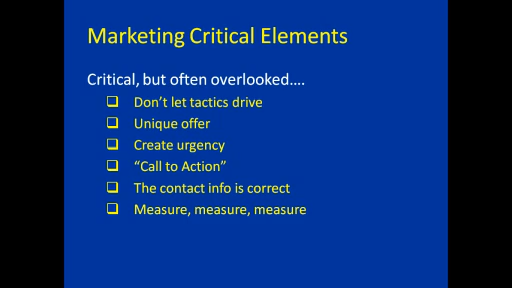 Marketing Critical Elements
Critical, but often overlooked….
Don’t let tactics drive
Unique offer
Create urgency
“Call to Action”
The contact info is correct
Measure, measure, measure